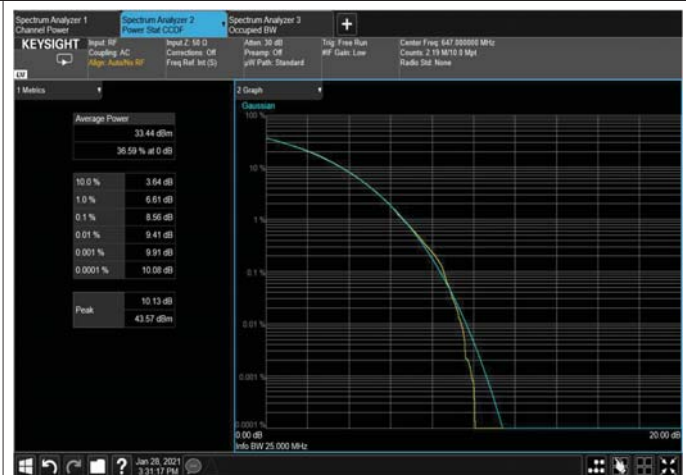 Spectrum Analyzer 1
Channel Power
Spectrum Analyzer 2
Power Stat CCDF
Spectrum Analyzer 3
Occupied BW
+
KEYSIGHT
Input: RF
Coupling: AC
Align: Auto/No RF
Input Z: 50 Ω
Corrections: Off
Freq Ref: Int (S)
Atten: 30 dB
Preamp: Off
µW Path: Standard
Trig: Free Run
#IF Gain: Low
Center Freq: 647.000000 MHz
Counts: 2.19 M/10.0 Mpt
Radio Std: None
1 Metrics
Average Power
33.44 dBm
36.59 % at 0 dB
10.0 % 3.64 dB
1.0 % 6.61 dB
0.1 % 8.56 dB
0.01 % 9.41 dB
0.001 % 9.91 dB
0.0001 % 10.08 dB
Peak
10.13 dB
43.57 dBm
2 Graph
Gaussian
100 %
10 %
1 %
0.1 %
0.01 %
0.001 %
0.0001 %
0.00 dB
20.00 dB
Info BW 25.000 MHz
?
Jan 28, 2021
3:31:17 PM